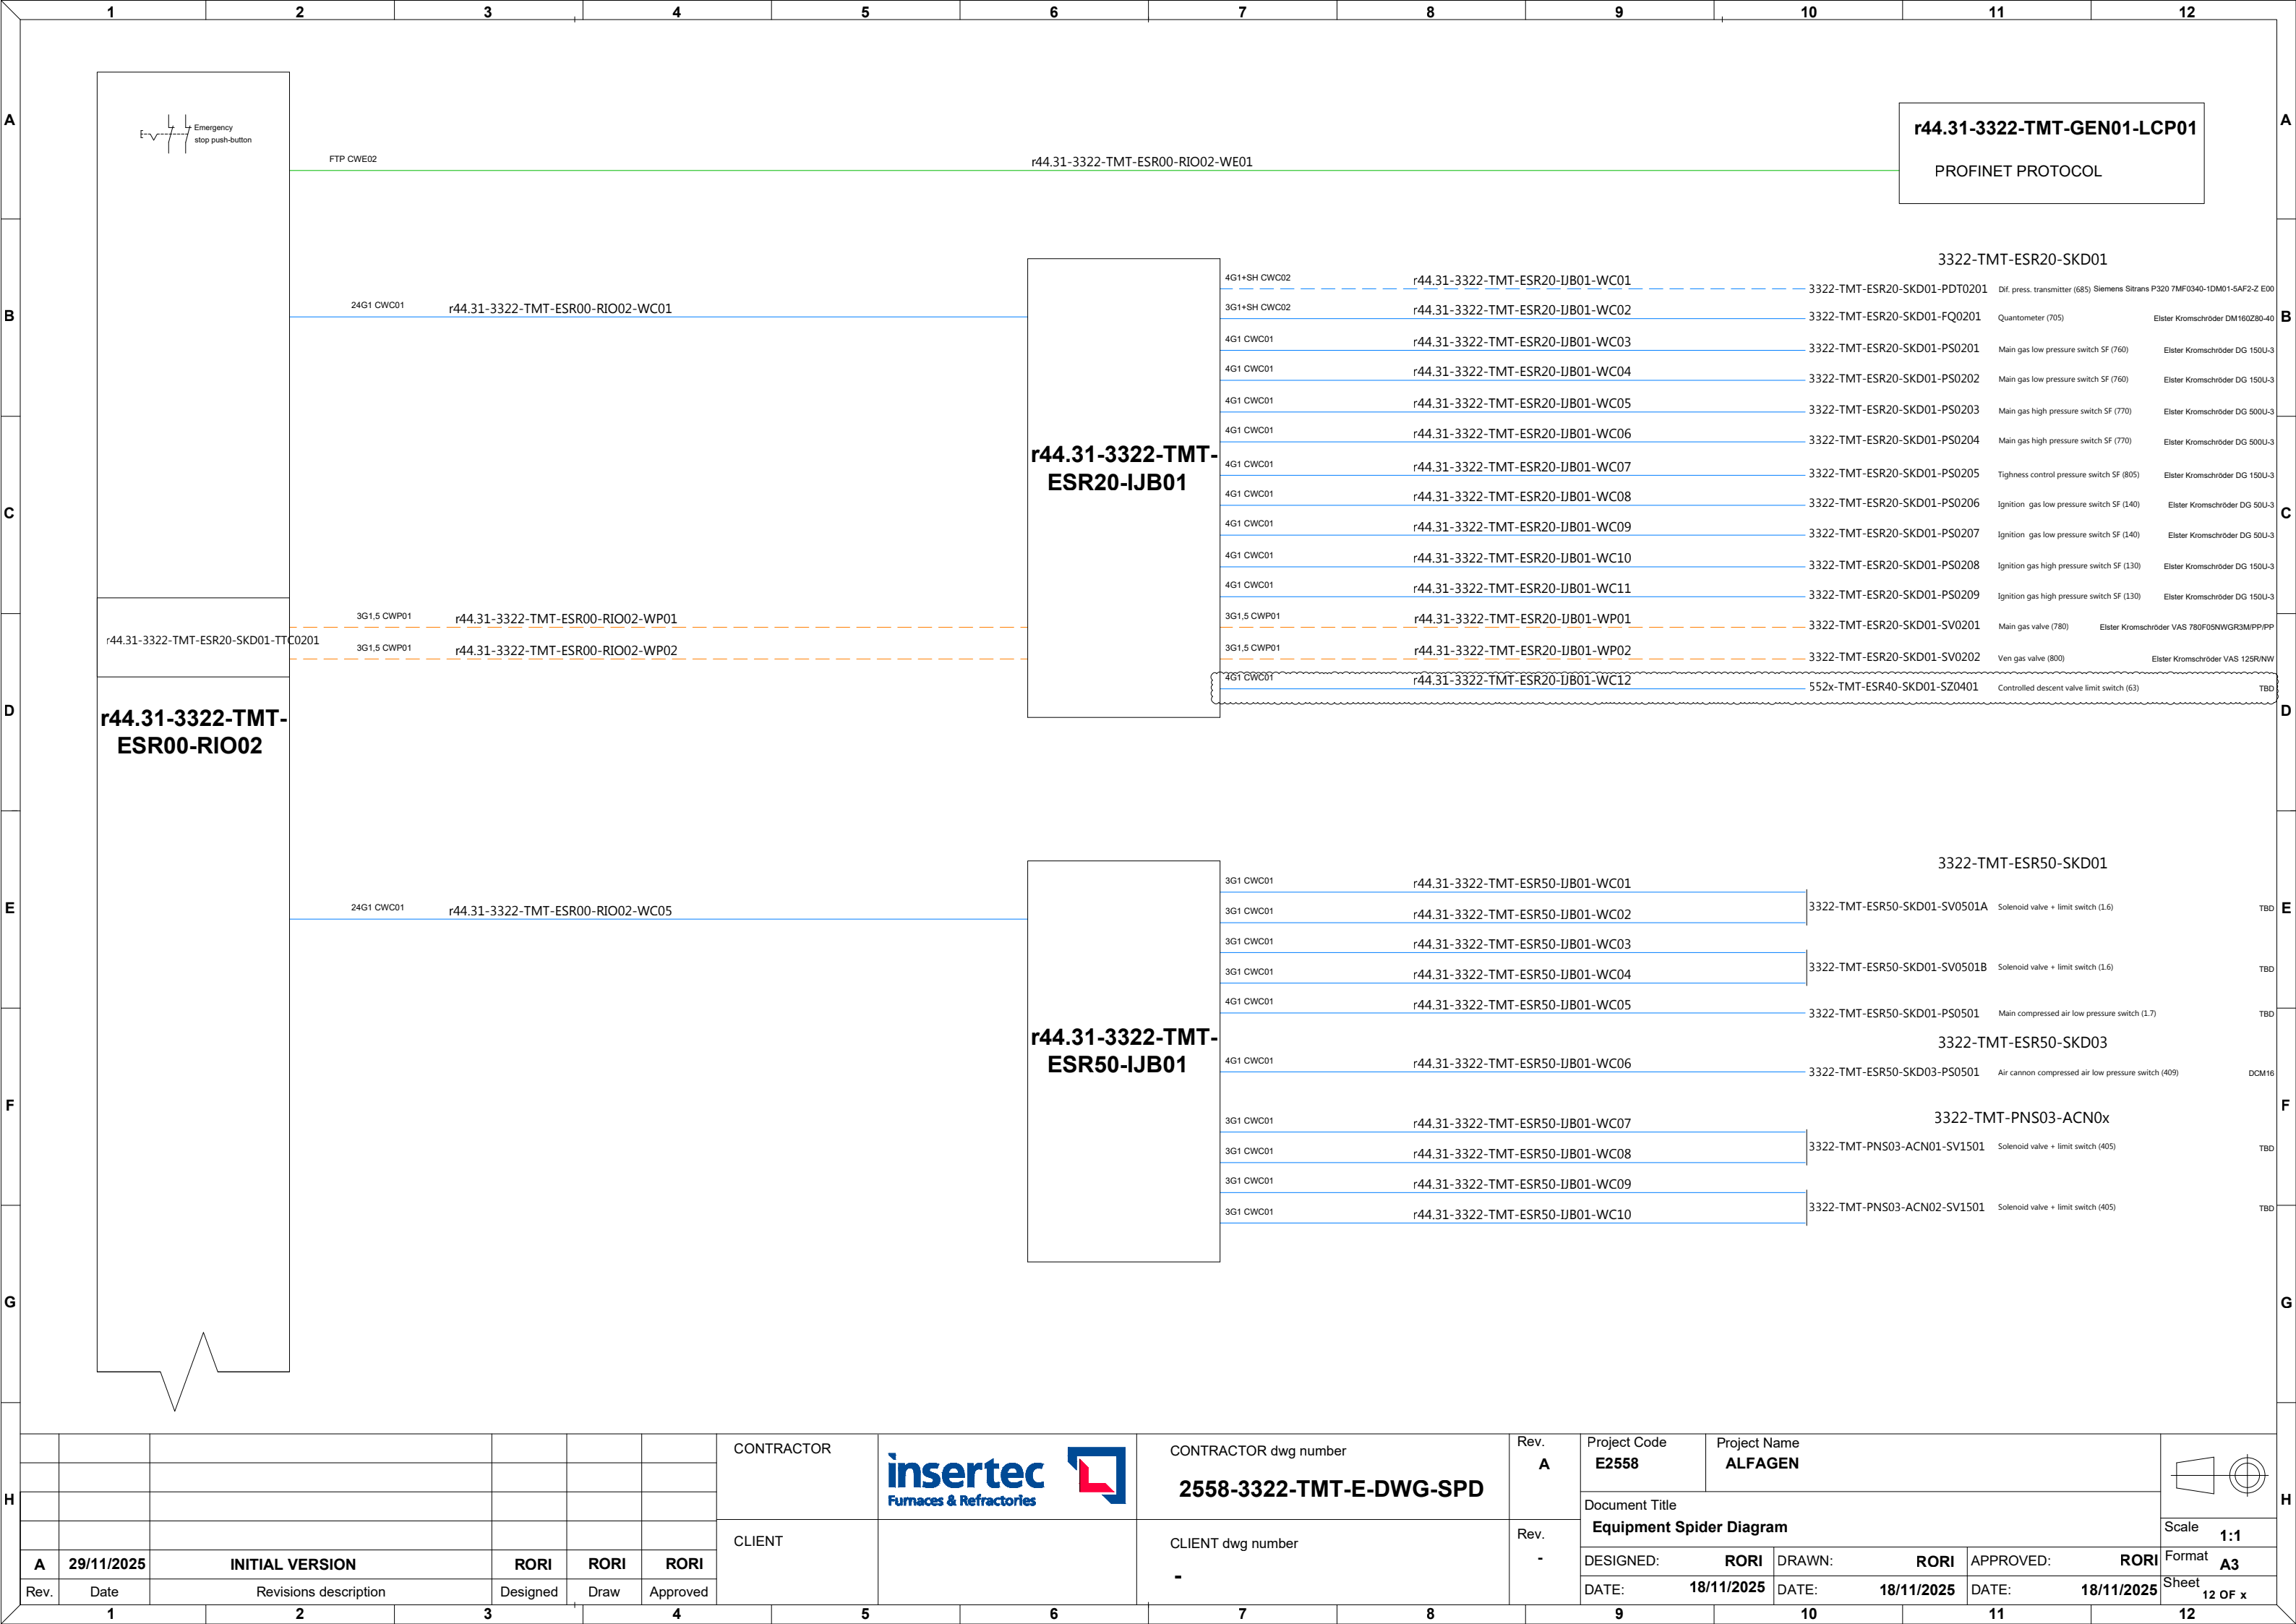 1 2 3 4 5 6 7 8 9 10 11 12
A A
Emergency
stop push-button
FTP CWE02
r44.31-3322-TMT-ESR00-RIO02-WE01
r44.31-3322-TMT-GEN01-LCP01
PROFINET PROTOCOL
3322-TMT-ESR20-SKD01
4G1+SH CWC02 r44.31-3322-TMT-ESR20-IJB01-WC01 3322-TMT-ESR20-SKD01-PDT0201 Dif. press. transmitter (685) Siemens Sitrans P320 7MF0340-1DM01-5AF2-Z E00
24G1 CWC01 r44.31-3322-TMT-ESR00-RIO02-WC01
B B
3G1+SH CWC02 r44.31-3322-TMT-ESR20-IJB01-WC02 3322-TMT-ESR20-SKD01-FQ0201 Quantometer (705) Elster Kromschröder DM160Z80-40
4G1 CWC01 r44.31-3322-TMT-ESR20-IJB01-WC03 3322-TMT-ESR20-SKD01-PS0201 Main gas low pressure switch SF (760) Elster Kromschröder DG 150U-3
4G1 CWC01 r44.31-3322-TMT-ESR20-IJB01-WC04 3322-TMT-ESR20-SKD01-PS0202 Main gas low pressure switch SF (760) Elster Kromschröder DG 150U-3
4G1 CWC01 r44.31-3322-TMT-ESR20-IJB01-WC05 3322-TMT-ESR20-SKD01-PS0203 Main gas high pressure switch SF (770) Elster Kromschröder DG 500U-3
4G1 CWC01 r44.31-3322-TMT-ESR20-IJB01-WC06 3322-TMT-ESR20-SKD01-PS0204 Main gas high pressure switch SF (770) Elster Kromschröder DG 500U-3
r44.31-3322-TMT-
ESR20-IJB01
4G1 CWC01 r44.31-3322-TMT-ESR20-IJB01-WC07 3322-TMT-ESR20-SKD01-PS0205 Tighness control pressure switch SF (805) Elster Kromschröder DG 150U-3
4G1 CWC01 r44.31-3322-TMT-ESR20-IJB01-WC08 3322-TMT-ESR20-SKD01-PS0206 Ignition gas low pressure switch SF (140) Elster Kromschröder DG 50U-3
C C
4G1 CWC01 r44.31-3322-TMT-ESR20-IJB01-WC09 3322-TMT-ESR20-SKD01-PS0207 Ignition gas low pressure switch SF (140) Elster Kromschröder DG 50U-3
4G1 CWC01 r44.31-3322-TMT-ESR20-IJB01-WC10 3322-TMT-ESR20-SKD01-PS0208 Ignition gas high pressure switch SF (130) Elster Kromschröder DG 150U-3
4G1 CWC01 r44.31-3322-TMT-ESR20-IJB01-WC11 3322-TMT-ESR20-SKD01-PS0209 Ignition gas high pressure switch SF (130) Elster Kromschröder DG 150U-3
3G1,5 CWP01 r44.31-3322-TMT-ESR00-RIO02-WP01 3G1,5 CWP01 r44.31-3322-TMT-ESR20-IJB01-WP01 3322-TMT-ESR20-SKD01-SV0201 Main gas valve (780) Elster Kromschröder VAS 780F05NWGR3M/PP/PP
r44.31-3322-TMT-ESR20-SKD01-TTC0201
3G1,5 CWP01 r44.31-3322-TMT-ESR00-RIO02-WP02 3G1,5 CWP01 r44.31-3322-TMT-ESR20-IJB01-WP02 3322-TMT-ESR20-SKD01-SV0202 Ven gas valve (800) Elster Kromschröder VAS 125R/NW
4G1 CWC01 r44.31-3322-TMT-ESR20-IJB01-WC12 552x-TMT-ESR40-SKD01-SZ0401 Controlled descent valve limit switch (63) TBD
D D
r44.31-3322-TMT-
ESR00-RIO02
3322-TMT-ESR50-SKD01
3G1 CWC01 r44.31-3322-TMT-ESR50-IJB01-WC01
24G1 CWC01 r44.31-3322-TMT-ESR00-RIO02-WC05
E 3322-TMT-ESR50-SKD01-SV0501A Solenoid valve + limit switch (1.6) TBD E
3G1 CWC01 r44.31-3322-TMT-ESR50-IJB01-WC02
3G1 CWC01 r44.31-3322-TMT-ESR50-IJB01-WC03
3322-TMT-ESR50-SKD01-SV0501B Solenoid valve + limit switch (1.6) TBD
3G1 CWC01 r44.31-3322-TMT-ESR50-IJB01-WC04
4G1 CWC01 r44.31-3322-TMT-ESR50-IJB01-WC05 3322-TMT-ESR50-SKD01-PS0501 Main compressed air low pressure switch (1.7) TBD
r44.31-3322-TMT-
ESR50-IJB01
3322-TMT-ESR50-SKD03
4G1 CWC01 r44.31-3322-TMT-ESR50-IJB01-WC06 3322-TMT-ESR50-SKD03-PS0501 Air cannon compressed air low pressure switch (409) DCM16
F F
3322-TMT-PNS03-ACN0x
3G1 CWC01 r44.31-3322-TMT-ESR50-IJB01-WC07
3322-TMT-PNS03-ACN01-SV1501 Solenoid valve + limit switch (405) TBD
3G1 CWC01 r44.31-3322-TMT-ESR50-IJB01-WC08
3G1 CWC01 r44.31-3322-TMT-ESR50-IJB01-WC09
3322-TMT-PNS03-ACN02-SV1501 Solenoid valve + limit switch (405) TBD
3G1 CWC01 r44.31-3322-TMT-ESR50-IJB01-WC10
G G
H H
CONTRACTOR
insertec
Furnaces & Refractories
CONTRACTOR dwg number
2558-3322-TMT-E-DWG-SPD
Rev.
A
Project Code
E2558
Project Name
ALFAGEN
Document Title
Equipment Spider Diagram
CLIENT
CLIENT dwg number
-
Rev.
-
Scale 1:1
Format A3
Sheet 12 OF x
DESIGNED: RORI DRAWN: RORI APPROVED: RORI
DATE: 18/11/2025 DATE: 18/11/2025 DATE: 18/11/2025
A 29/11/2025 INITIAL VERSION RORI RORI RORI
Rev. Date Revisions description Designed Draw Approved
1 2 3 4 5 6 7 8 9 10 11 12